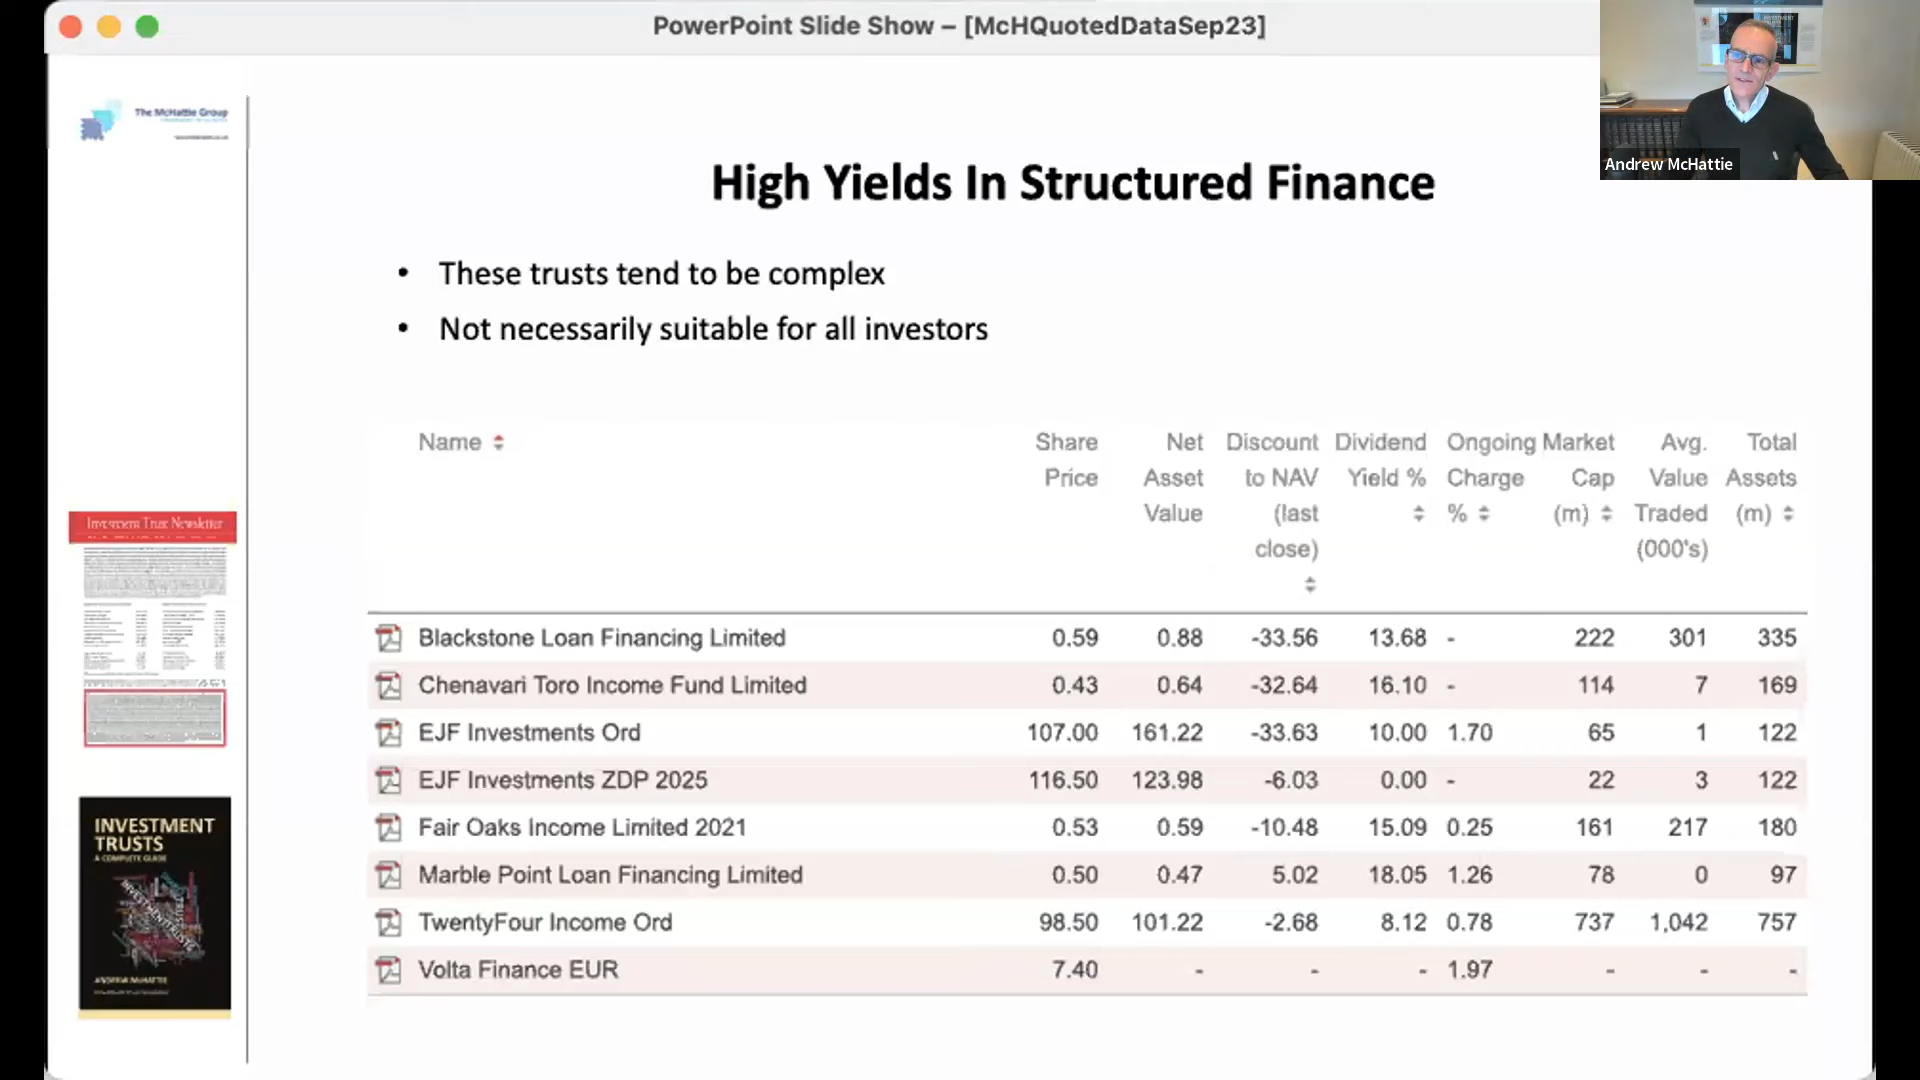 PowerPoint Slide Show – [McHQuotedDataSep23]
Andrew McHattie
The McHattie Group
High Yields In Structured Finance
• These trusts tend to be complex
• Not necessarily suitable for all investors
Investment Trust Newsletter
INVESTMENT
TRUSTS
A COMPLETE GUIDE
ANDREW McHATTIE
Name Share Price Net Asset Value Discount to NAV (last close) Dividend Yield % Ongoing Charge % Market Cap (m) Avg. Value Traded (000's) Total Assets (m)
Blackstone Loan Financing Limited 0.59 0.88 -33.56 13.68 - 222 301 335
Chenavari Toro Income Fund Limited 0.43 0.64 -32.64 16.10 - 114 7 169
EJF Investments Ord 107.00 161.22 -33.63 10.00 1.70 65 1 122
EJF Investments ZDP 2025 116.50 123.98 -6.03 0.00 - 22 3 122
Fair Oaks Income Limited 2021 0.53 0.59 -10.48 15.09 0.25 161 217 180
Marble Point Loan Financing Limited 0.50 0.47 5.02 18.05 1.26 78 0 97
TwentyFour Income Ord 98.50 101.22 -2.68 8.12 0.78 737 1,042 757
Volta Finance EUR 7.40 - - - 1.97 - - -